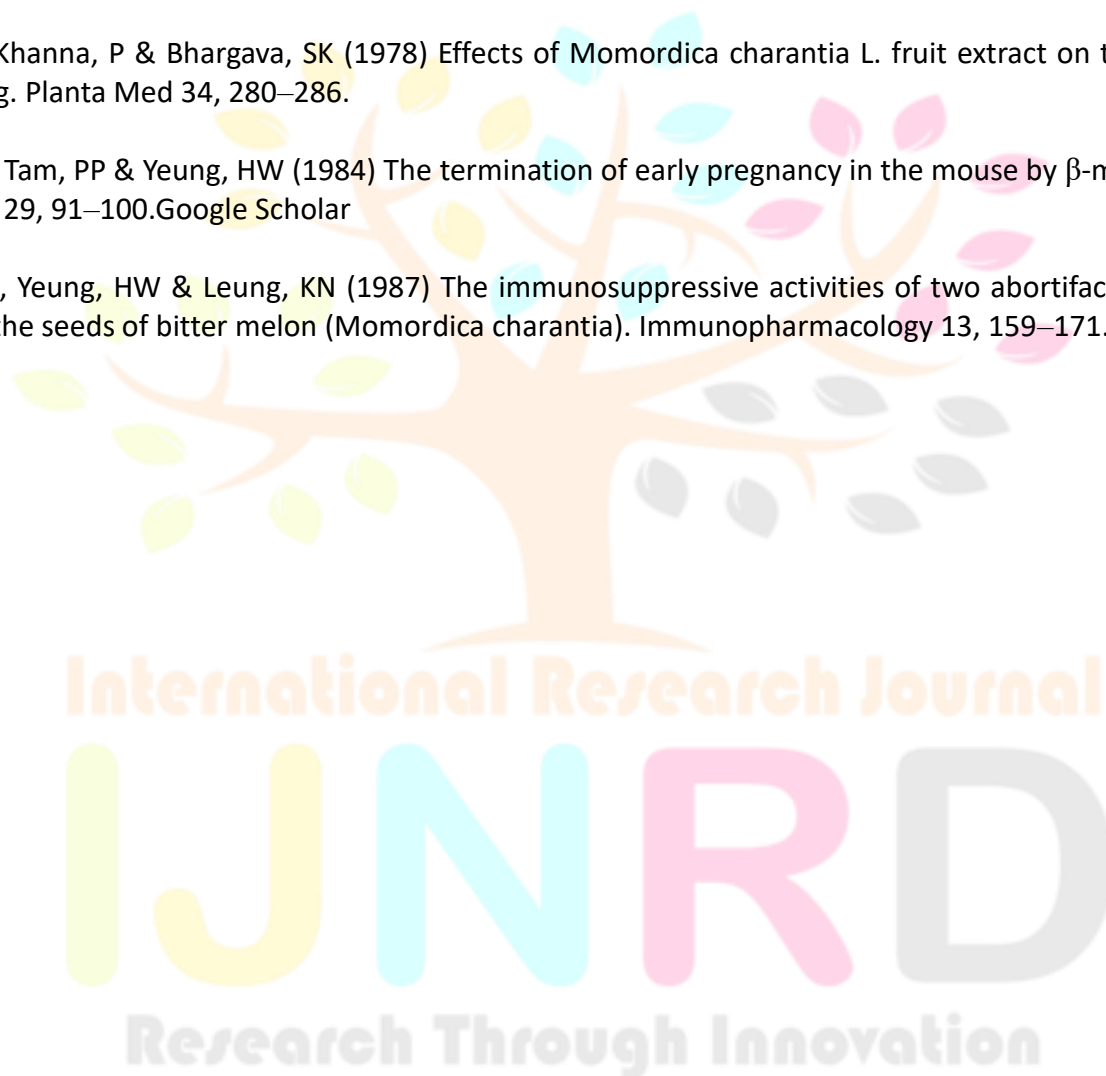 Khanna, P & Bhargava, SK (1978) Effects of Momordica charantia L. fruit extract on
g. Planta Med 34, 280–286.
Tam, PP & Yeung, HW (1984) The termination of early pregnancy in the mouse by β-m
29, 91–100.Google Scholar
, Yeung, HW & Leung, KN (1987) The immunosuppressive activities of two abortifac
the seeds of bitter melon (Momordica charantia). Immunopharmacology 13, 159–171.
International Research Journal
IJNRD
Research Through Innovation